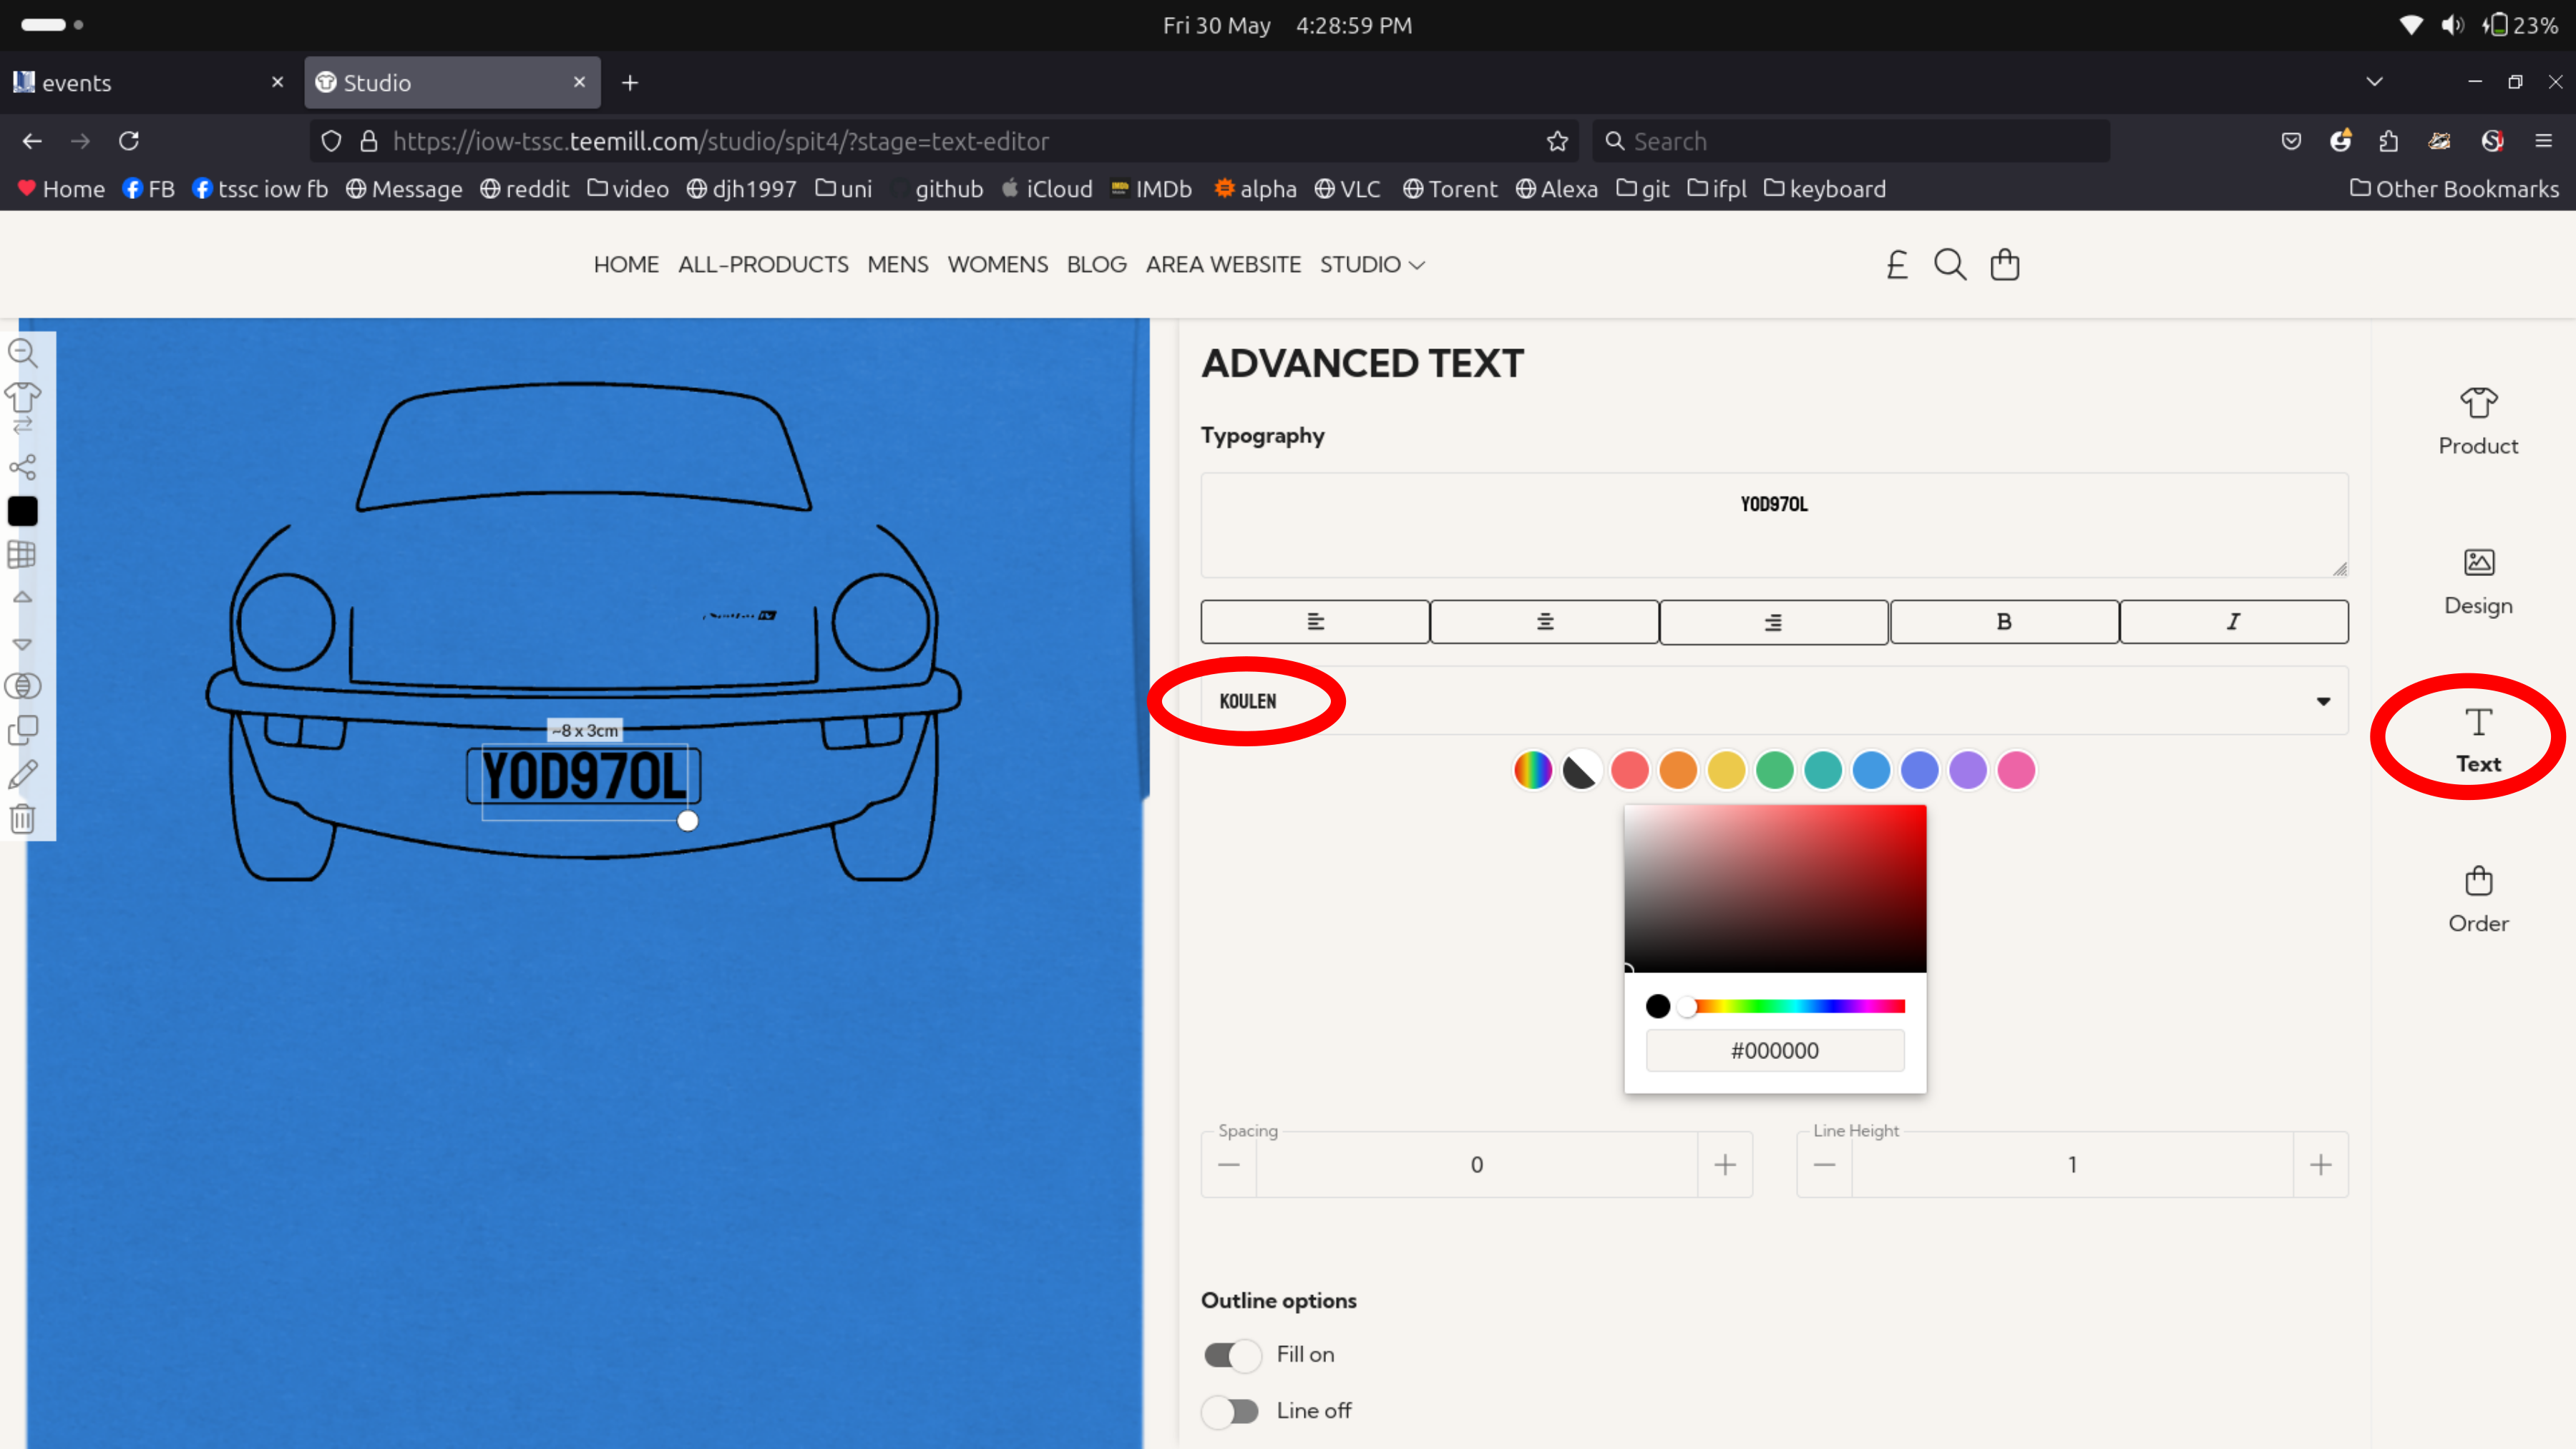 Fri 30 May 4:28:59 PM
23%
events
Studio
https://iow-tssc.teemill.com/studio/spit4/?stage=text-editor
Search
Home FB tssc iow fb Message reddit video djh1997 uni github iCloud IMDb alpha VLC Torent Alexa git ifpl keyboard Other Bookmarks
HOME ALL-PRODUCTS MENS WOMENS BLOG AREA WEBSITE STUDIO £
ADVANCED TEXT
Typography
YOD970L
B I
KOULEN
~8 x 3cm
YOD970L
#000000
Spacing
0
Line Height
1
Outline options
Fill on
Line off
Product
Design
Text
Order